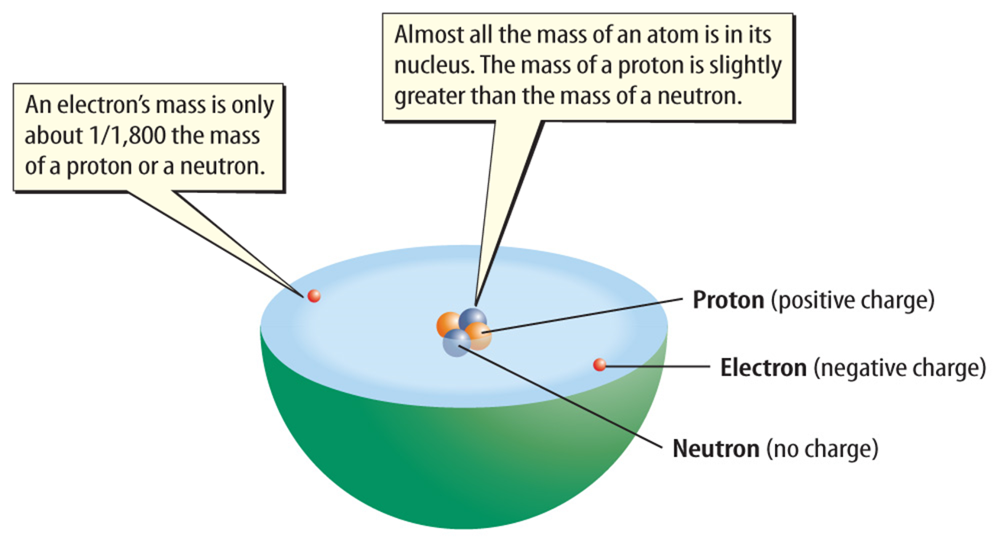 Almost all the mass of an atom is in its
nucleus. The mass of a proton is slightly
greater than the mass of a neutron.
An electron's mass is only
about 1/1,800 the mass
of a proton or a neutron.
Proton (positive charge)
Electron (negative charge)
Neutron (no charge)